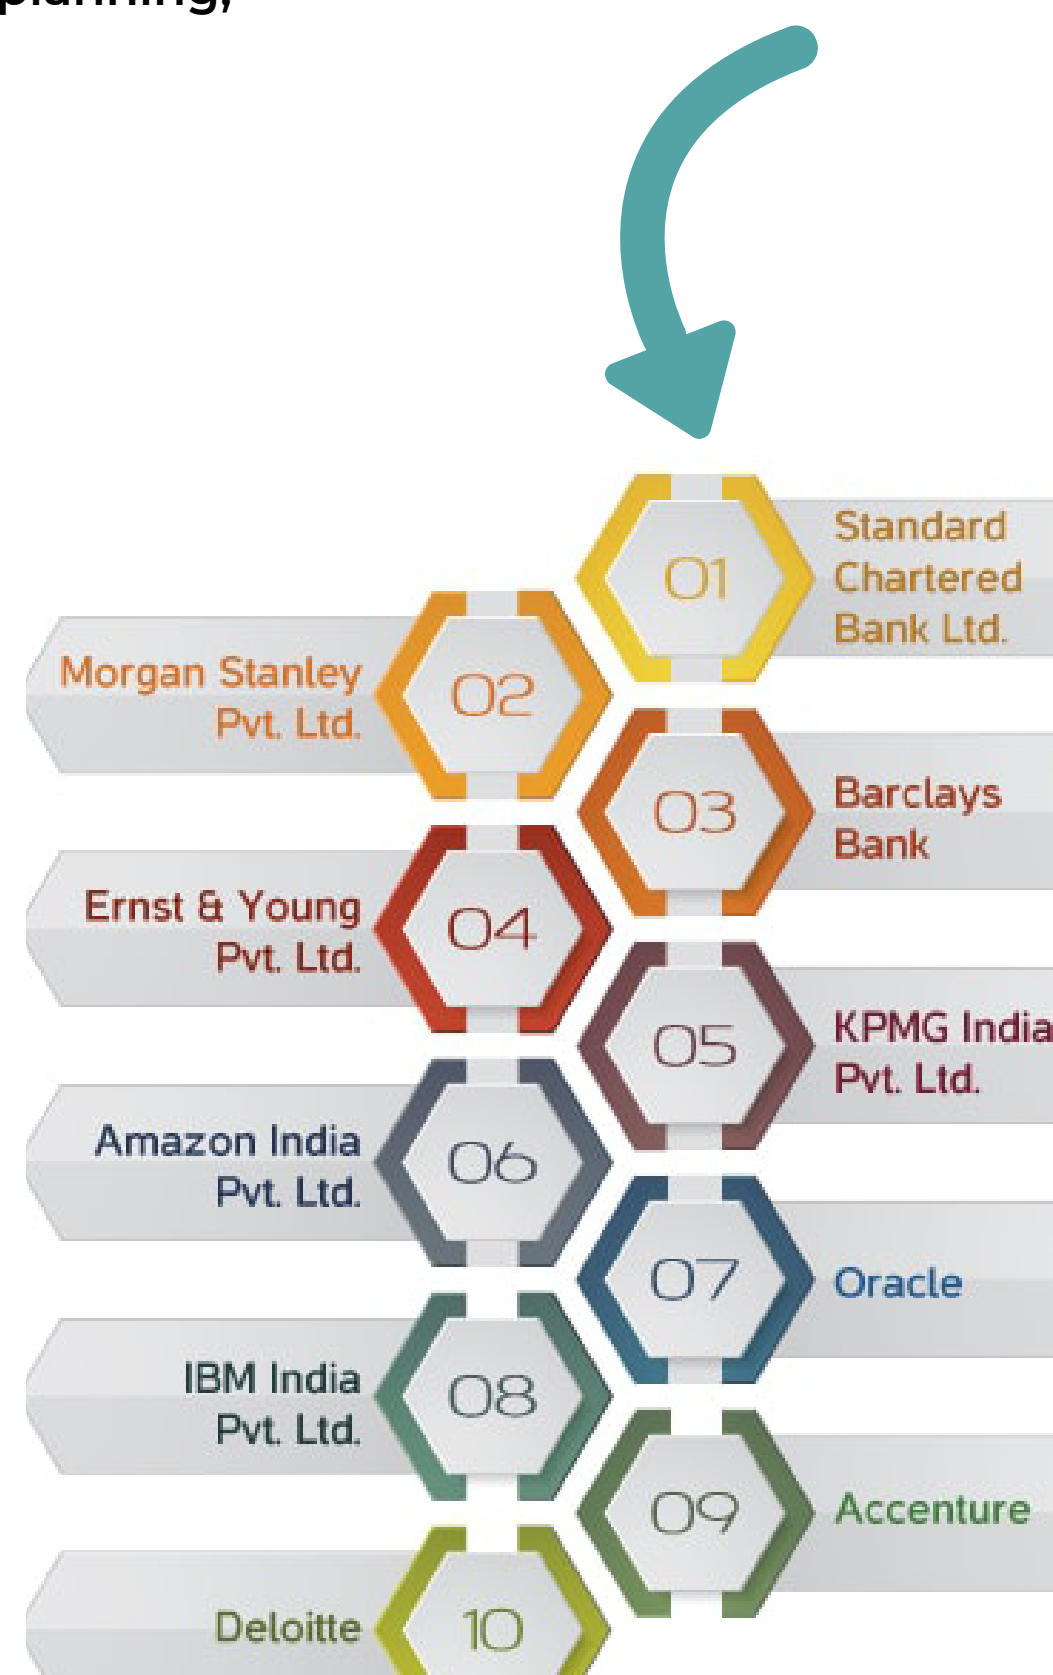 planning,
01
Standard
Chartered
Bank Ltd.
02
Morgan Stanley
Pvt. Ltd.
03
Barclays
Bank
04
Ernst & Young
Pvt. Ltd.
05
KPMG India
Pvt. Ltd.
06
Amazon India
Pvt. Ltd.
07
Oracle
08
IBM India
Pvt. Ltd.
09
Accenture
10
Deloitte